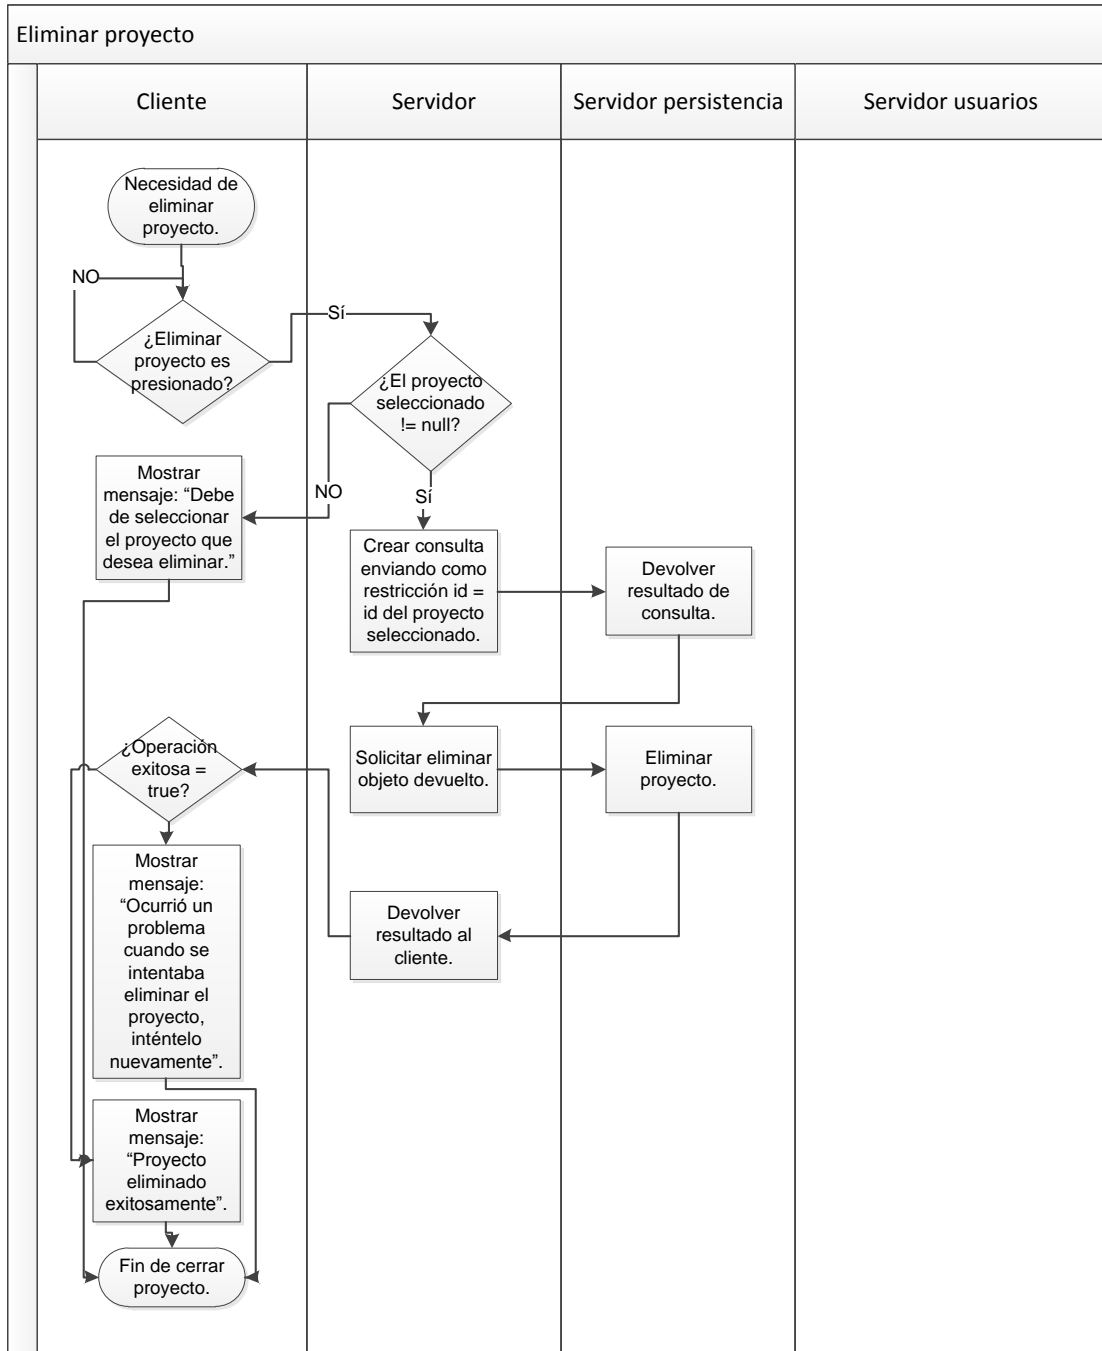 Eliminar proyecto
Cliente
Servidor
Servidor persistencia
Servidor usuarios
Necesidad de
eliminar
proyecto.
NO
¿Eliminar
proyecto es
presionado?
Sí
¿El proyecto
seleccionado
!= null?
NO
Sí
Mostrar
mensaje: “Debe
de seleccionar
el proyecto que
desea eliminar.”
Crear consulta
enviando como
restricción id =
id del proyecto
seleccionado.
Devolver
resultado de
consulta.
¿Operación
exitosa =
true?
Solicitar eliminar
objeto devuelto.
Eliminar
proyecto.
Mostrar
mensaje:
“Ocurrió un
problema
cuando se
intentaba
eliminar el
proyecto,
inténtelo
nuevamente”.
Devolver
resultado al
cliente.
Mostrar
mensaje:
“Proyecto
eliminado
exitosamente”.
Fin de cerrar
proyecto.